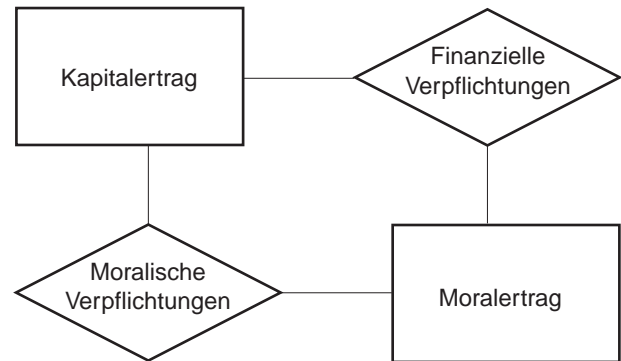 Kapitalertrag
Finanzielle
Verpflichtungen
Moralische
Verpflichtungen
Moralertrag